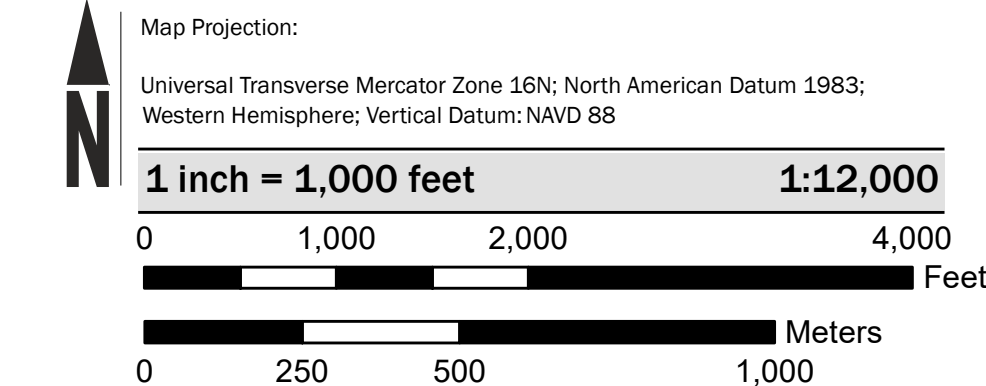 N
Map Projection:
Universal Transverse Mercator Zone 16N; North American Datum 1983;
Western Hemisphere; Vertical Datum: NAVD 88
1 inch = 1,000 feet 1:12,000
0 1,000 2,000 4,000
Feet
Meters
0 250 500 1,000